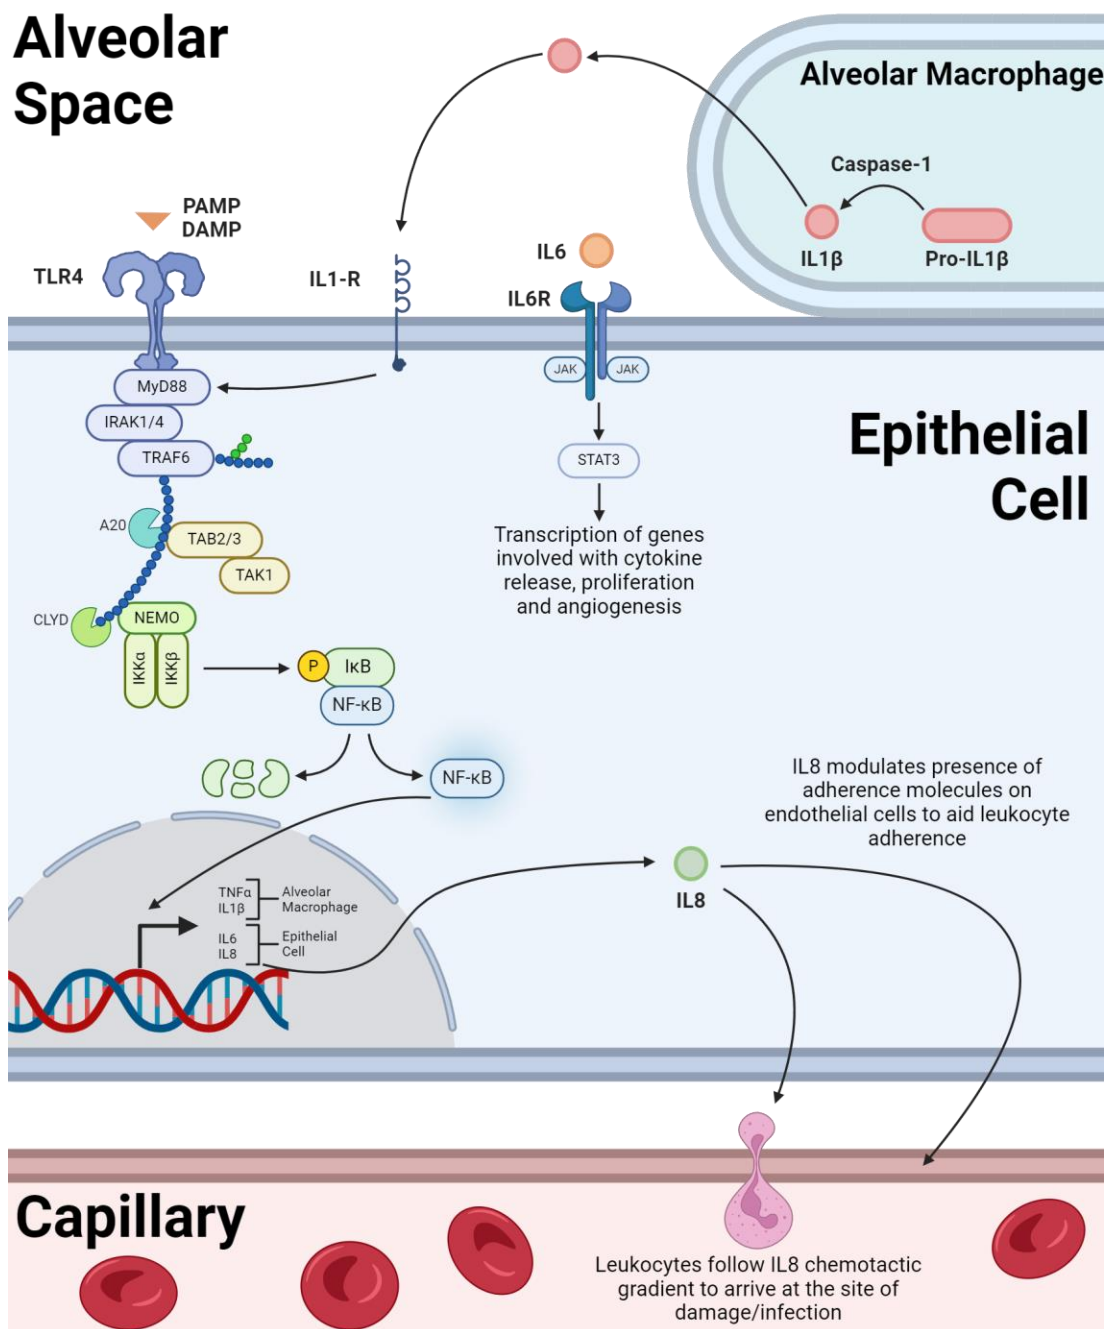 Alveolar
Space
Alveolar Macrophage
Caspase-1
IL1β
Pro-IL1β
PAMP
DAMP
TLR4
IL1-R
IL6
IL6R
JAK
JAK
MyD88
IRAK1/4
TRAF6
STAT3
Epithelial
Cell
A20
TAB2/3
TAK1
Transcription of genes
involved with cytokine
release, proliferation
and angiogenesis
CLYD
NEMO
IKKα
IKKβ
P
IκB
NF-κB
NF-κB
IL8 modulates presence of
adherence molecules on
endothelial cells to aid leukocyte
adherence
IL8
TNFα
IL1β
Alveolar
Macrophage
IL6
IL8
Epithelial
Cell
Capillary
Leukocytes follow IL8 chemotactic
gradient to arrive at the site of
damage/infection